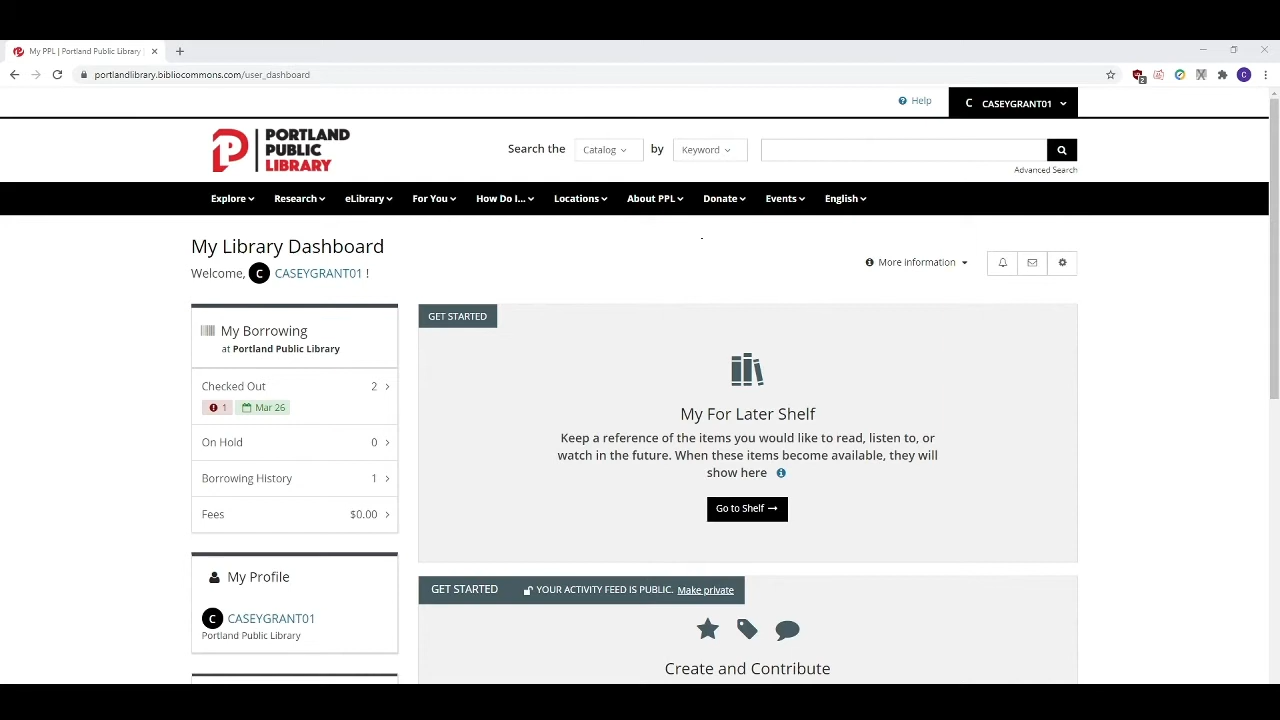 My PPL | Portland Public Library
portlandlibrary.bibliocommons.com/user_dashboard
C
2
Help
C CASEYGRANT01
PORTLAND
PUBLIC
LIBRARY
Search the Catalog by Keyword
Advanced Search
Explore Research eLibrary For You How Do I... Locations About PPL Donate Events English
My Library Dashboard
Welcome, C CASEYGRANT01 !
More information
My Borrowing
at Portland Public Library
Checked Out 2
1 Mar 26
On Hold 0
Borrowing History 1
Fees $0.00
My Profile
C CASEYGRANT01
Portland Public Library
GET STARTED
My For Later Shelf
Keep a reference of the items you would like to read, listen to, or
watch in the future. When these items become available, they will
show here
Go to Shelf →
GET STARTED YOUR ACTIVITY FEED IS PUBLIC. Make private
Create and Contribute